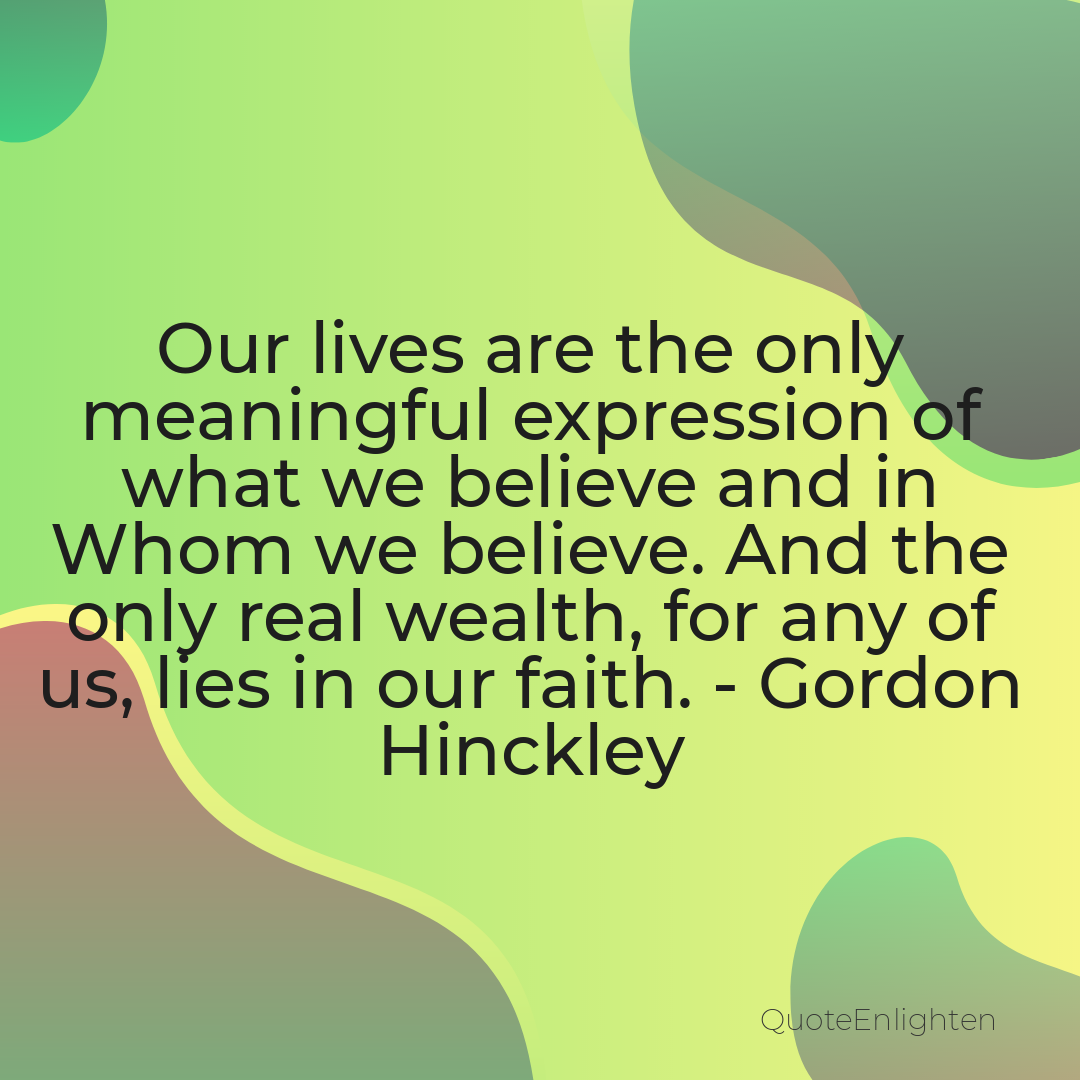 Our lives are the only
meaningful expression of
what we believe and in
Whom we believe. And the
only real wealth, for any of
us, lies in our faith. - Gordon
Hinckley
QuoteEnlighten